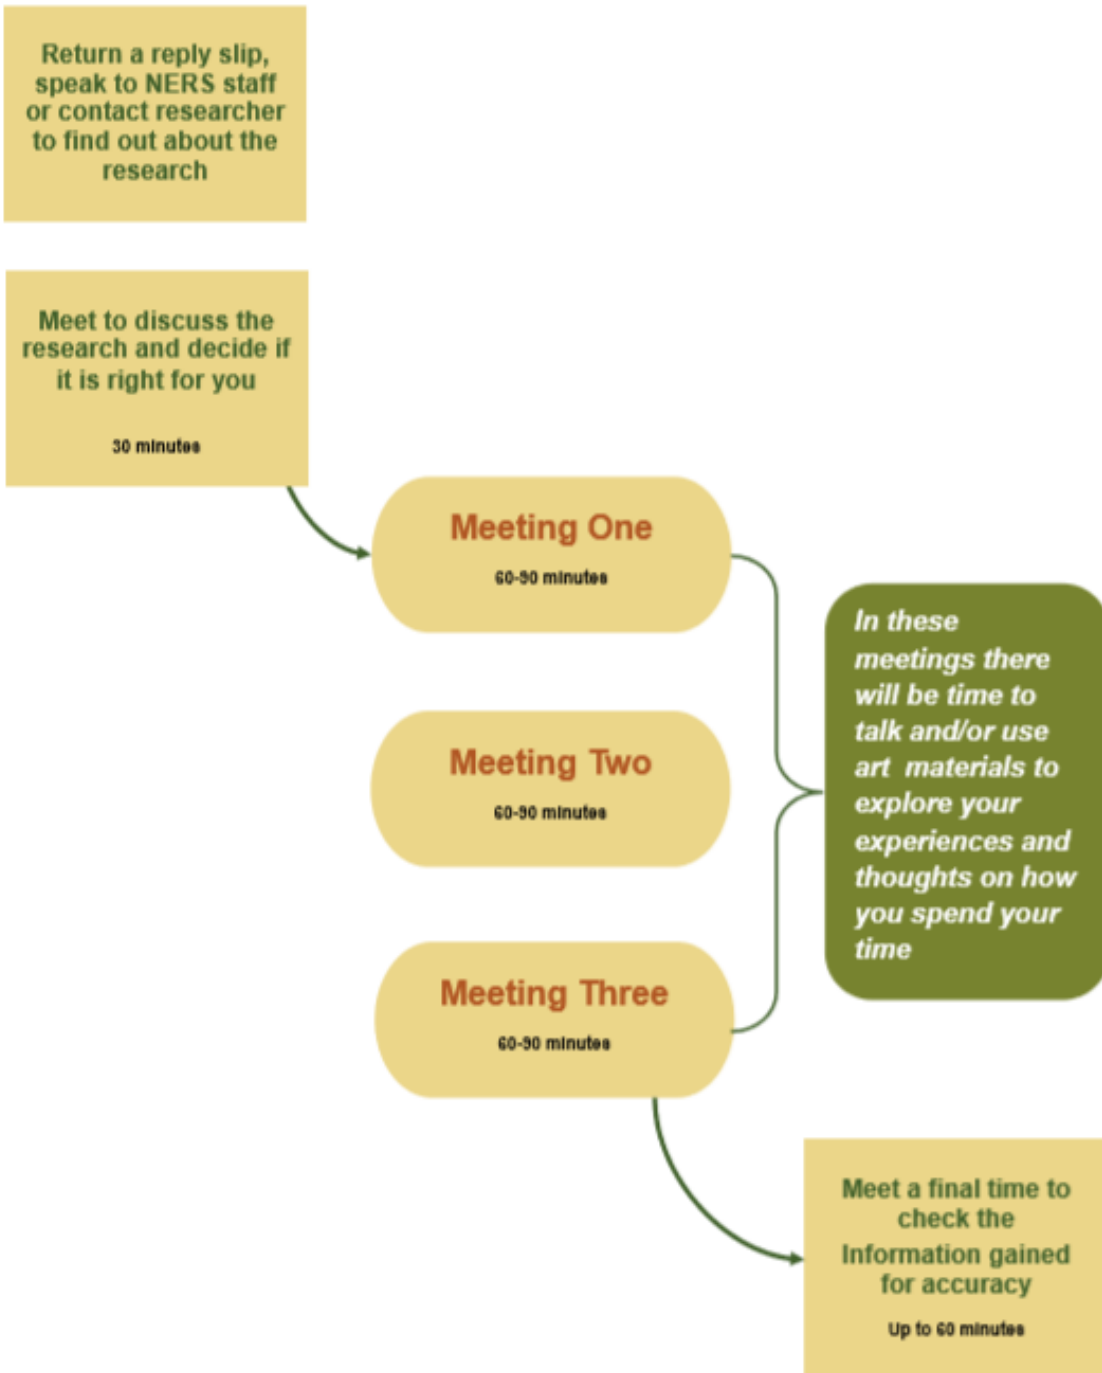 Return a reply slip,
speak to NERS staff
or contact researcher
to find out about the
research
Meet to discuss the
research and decide if
it is right for you
30 minutes
Meeting One
60-90 minutes
Meeting Two
60-90 minutes
Meeting Three
60-90 minutes
In these
meetings there
will be time to
talk and/or use
art materials to
explore your
experiences and
thoughts on how
you spend your
time
Meet a final time to
check the
Information gained
for accuracy
Up to 60 minutes